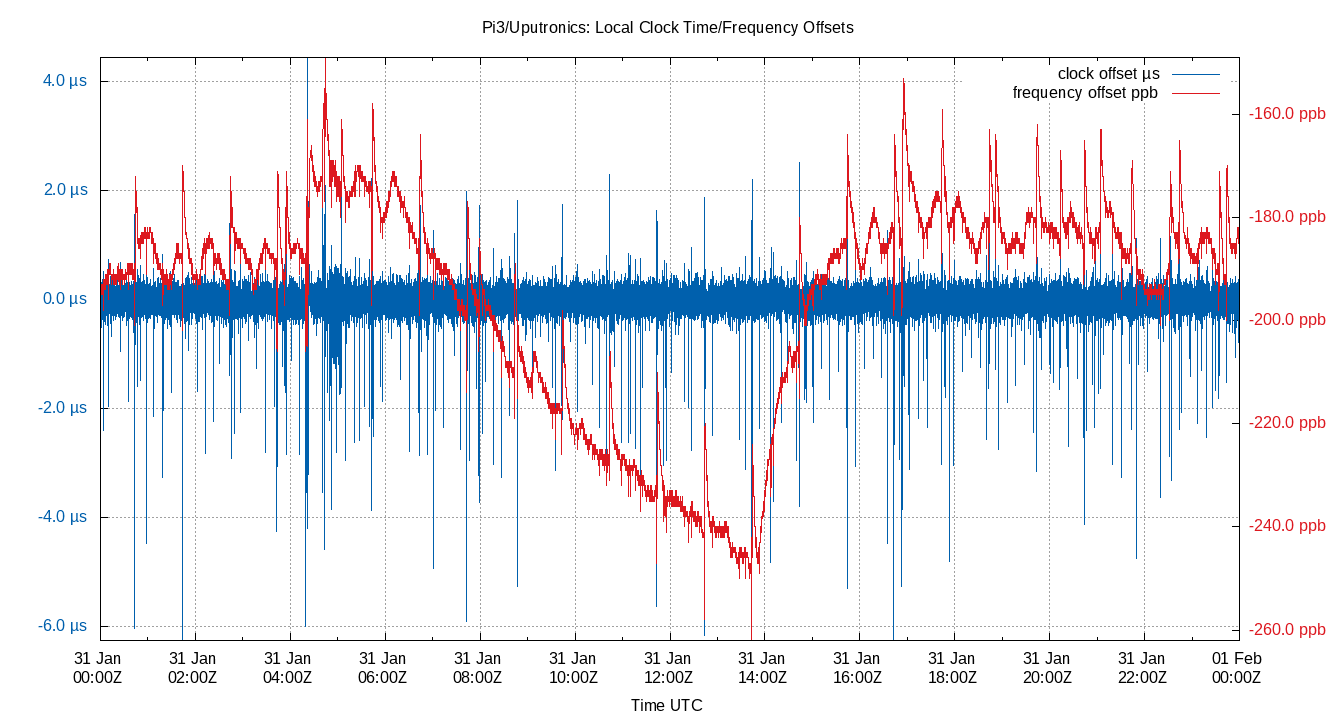 Pi3/Uputronics: Local Clock Time/Frequency Offsets
clock offset µs
frequency offset ppb
4.0 µs
2.0 µs
0.0 µs
-2.0 µs
-4.0 µs
-6.0 µs
-160.0 ppb
-180.0 ppb
-200.0 ppb
-220.0 ppb
-240.0 ppb
-260.0 ppb
31 Jan 31 Jan 31 Jan 31 Jan 31 Jan 31 Jan 31 Jan 31 Jan 31 Jan 31 Jan 31 Jan 31 Jan 01 Feb
00:00Z 02:00Z 04:00Z 06:00Z 08:00Z 10:00Z 12:00Z 14:00Z 16:00Z 18:00Z 20:00Z 22:00Z 00:00Z
Time UTC